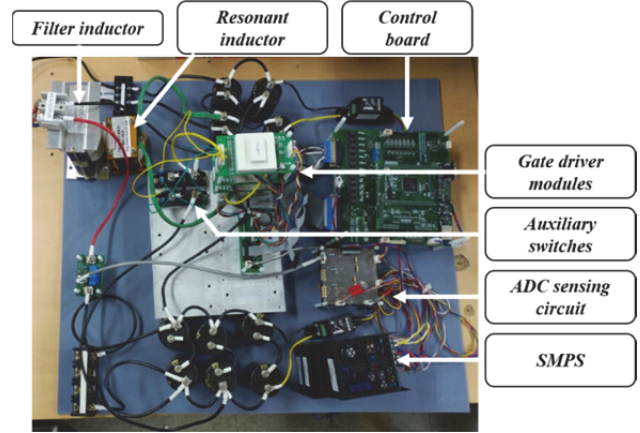 Filter inductor
Resonant
inductor
Control
board
Gate driver
modules
Auxiliary
switches
ADC sensing
circuit
SMPS